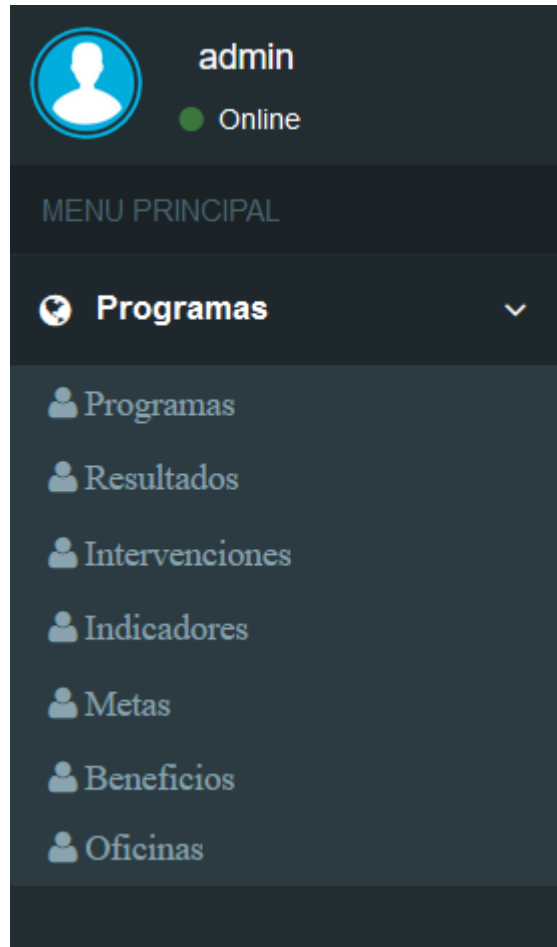 admin
Online
MENU PRINCIPAL
Programas
Programas
Resultados
Intervenciones
Indicadores
Metas
Beneficios
Oficinas